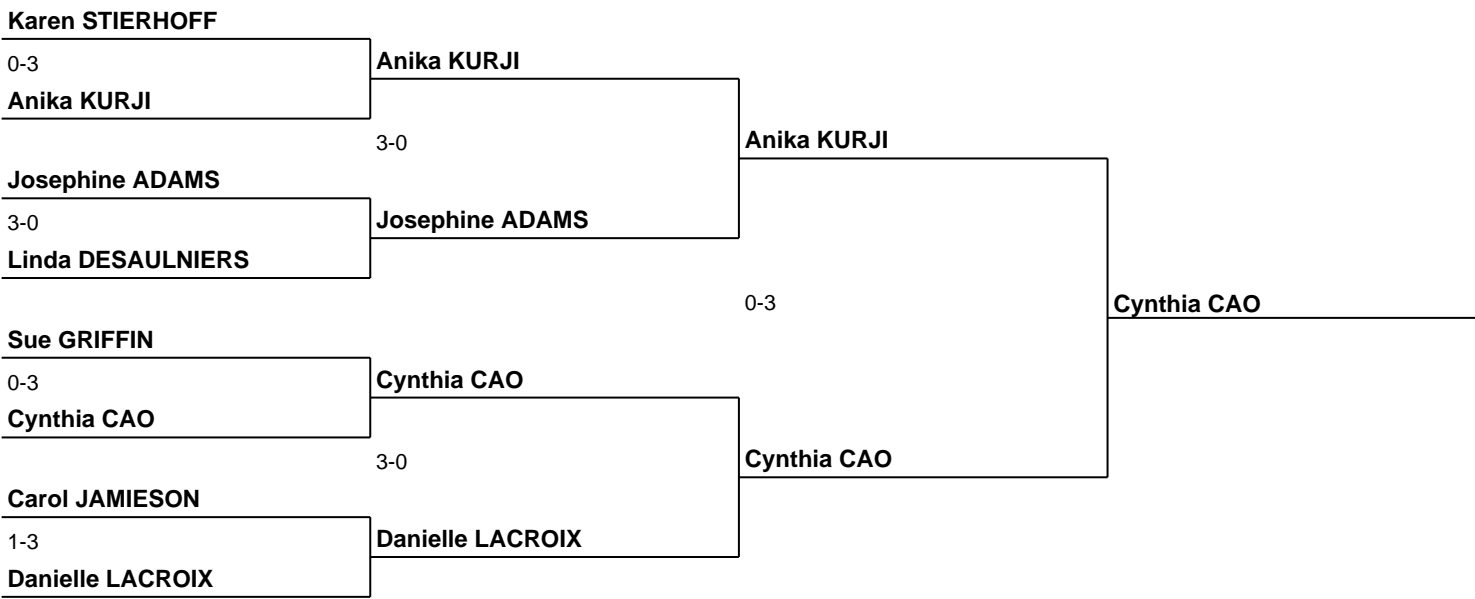 Karen STIERHOFF
0-3
Anika KURJI
Anika KURJI
3-0
Anika KURJI
Josephine ADAMS
3-0
Josephine ADAMS
Linda DESAULNIERS
0-3
Cynthia CAO
Sue GRIFFIN
0-3
Cynthia CAO
Cynthia CAO
3-0
Cynthia CAO
Carol JAMIESON
1-3
Danielle LACROIX
Danielle LACROIX